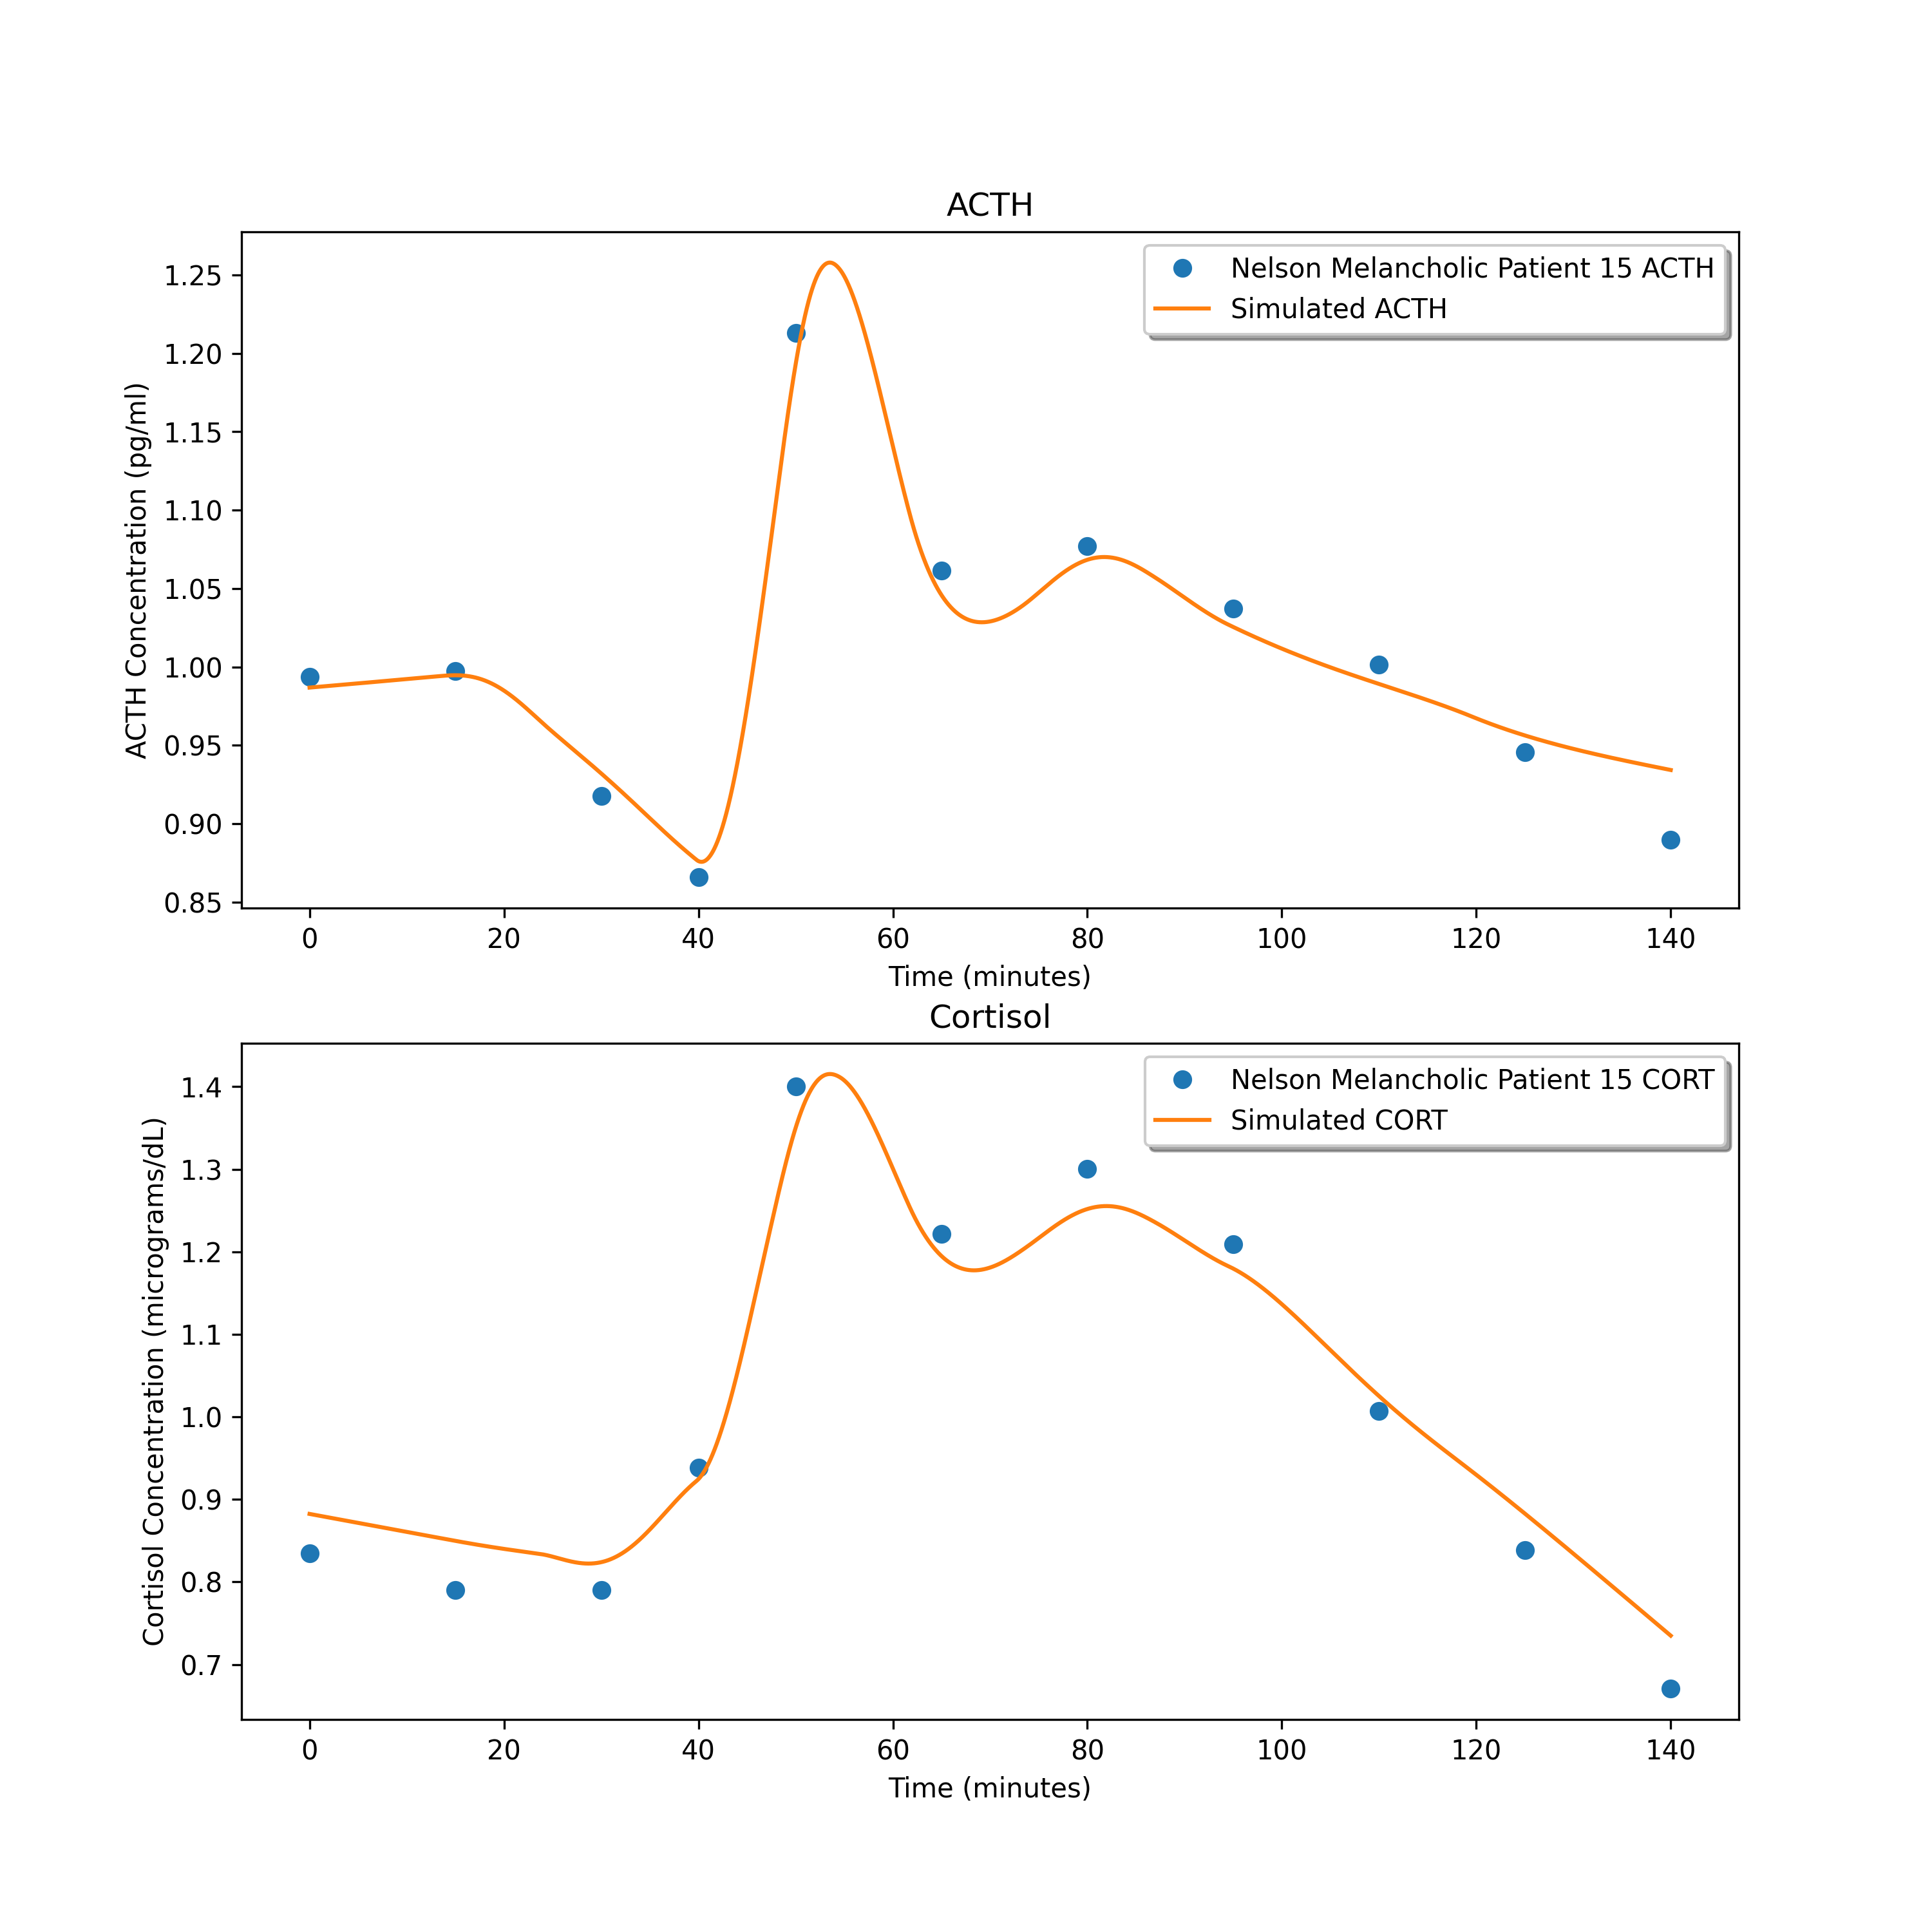 ACTH
Nelson Melancholic Patient 15 ACTH
Simulated ACTH
ACTH Concentration (pg/ml)
1.25
1.20
1.15
1.10
1.05
1.00
0.95
0.90
0.85
0 20 40 60 80 100 120 140
Time (minutes)
Cortisol
Nelson Melancholic Patient 15 CORT
Simulated CORT
Cortisol Concentration (micrograms/dL)
1.4
1.3
1.2
1.1
1.0
0.9
0.8
0.7
0 20 40 60 80 100 120 140
Time (minutes)